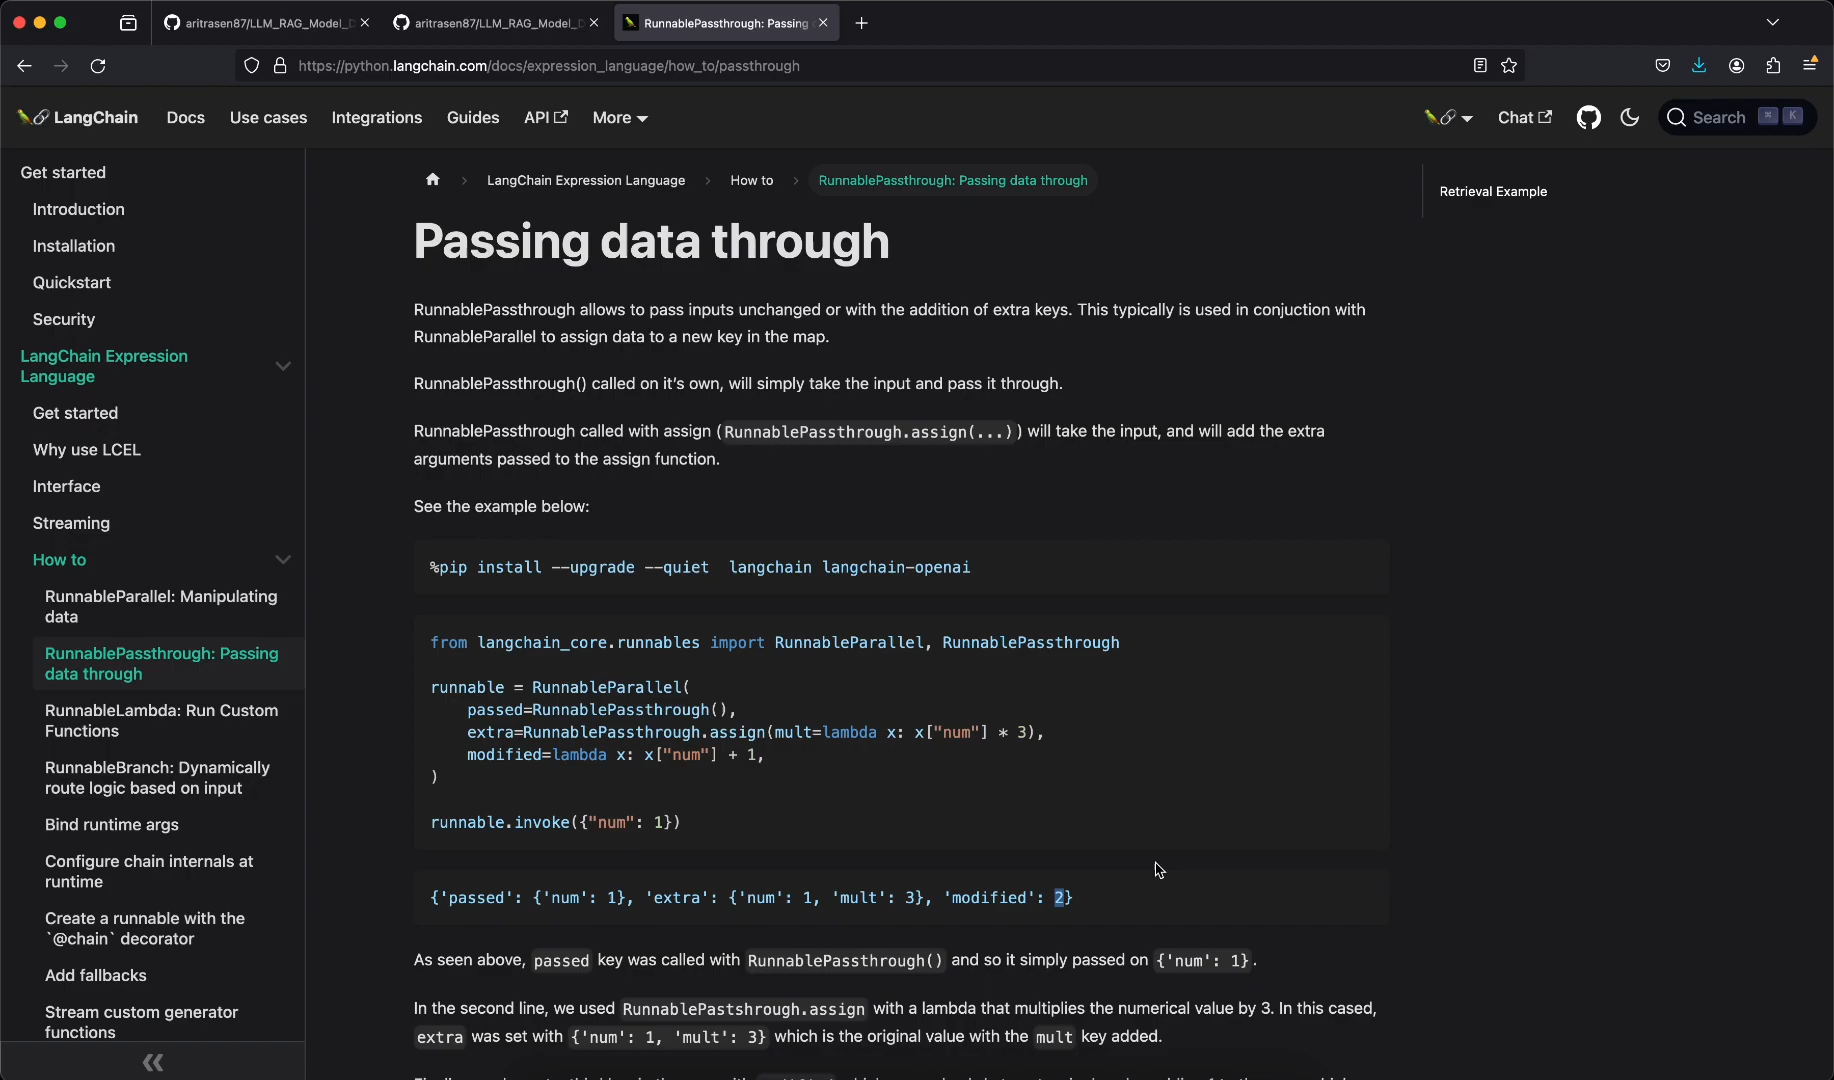 aritrasen87/LLM_RAG_Model_D
aritrasen87/LLM_RAG_Model_D
RunnablePassthrough: Passing
https://python.langchain.com/docs/expression_language/how_to/passthrough
LangChain
Docs
Use cases
Integrations
Guides
API
More
Chat
Search
⌘ K
Get started
Introduction
Installation
Quickstart
Security
LangChain Expression
Language
Get started
Why use LCEL
Interface
Streaming
How to
RunnableParallel: Manipulating
data
RunnablePassthrough: Passing
data through
RunnableLambda: Run Custom
Functions
RunnableBranch: Dynamically
route logic based on input
Bind runtime args
Configure chain internals at
runtime
Create a runnable with the
`@chain` decorator
Add fallbacks
Stream custom generator
functions
LangChain Expression Language > How to > RunnablePassthrough: Passing data through
Passing data through
RunnablePassthrough allows to pass inputs unchanged or with the addition of extra keys. This typically is used in conjuction with
RunnableParallel to assign data to a new key in the map.
RunnablePassthrough() called on it's own, will simply take the input and pass it through.
RunnablePassthrough called with assign (RunnablePassthrough.assign(...)) will take the input, and will add the extra
arguments passed to the assign function.
See the example below:
%pip install --upgrade --quiet  langchain langchain-openai
from langchain_core.runnables import RunnableParallel, RunnablePassthrough
runnable = RunnableParallel(
    passed=RunnablePassthrough(),
    extra=RunnablePassthrough.assign(mult=lambda x: x["num"] * 3),
    modified=lambda x: x["num"] + 1,
)
runnable.invoke({"num": 1})
{'passed': {'num': 1}, 'extra': {'num': 1, 'mult': 3}, 'modified': 2}
As seen above, passed key was called with RunnablePassthrough() and so it simply passed on {'num': 1}.
In the second line, we used RunnablePastshrough.assign with a lambda that multiplies the numerical value by 3. In this cased,
extra was set with {'num': 1, 'mult': 3} which is the original value with the mult key added.
Retrieval Example